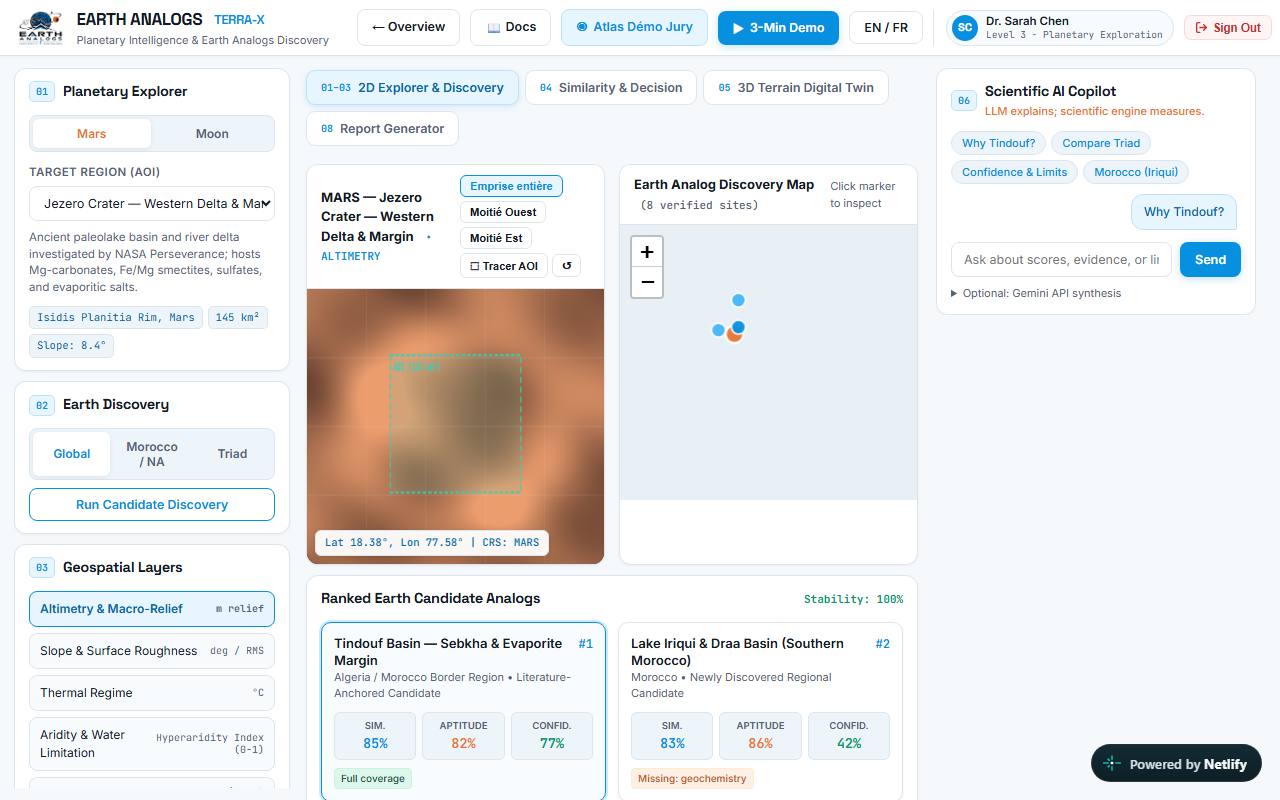 EARTH ANALOGS
EARTH ANALOGS TERRA-X
Planetary Intelligence & Earth Analogs Discovery
← Overview
Docs
Atlas Démo Jury
3-Min Demo
EN / FR
SC
Dr. Sarah Chen
Level 3 - Planetary Exploration
Sign Out
01 Planetary Explorer
Mars
Moon
TARGET REGION (AOI)
Jezero Crater — Western Delta & Mar
Ancient paleolake basin and river delta
investigated by NASA Perseverance; hosts
Mg-carbonates, Fe/Mg smectites, sulfates,
and evaporitic salts.
Isidis Planitia Rim, Mars
145 km²
Slope: 8.4°
02 Earth Discovery
Global
Morocco
/ NA
Triad
Run Candidate Discovery
03 Geospatial Layers
Altimetry & Macro-Relief m relief
Slope & Surface Roughness deg / RMS
Thermal Regime °C
Aridity & Water
Limitation
Hyperaridity Index
(0-1)
01-03 2D Explorer & Discovery
04 Similarity & Decision
05 3D Terrain Digital Twin
08 Report Generator
MARS — Jezero
Crater — Western
Delta & Margin ·
ALTIMETRY
Emprise entière
Moitié Ouest
Moitié Est
☐ Tracer AOI
↺
Lat 18.38°, Lon 77.58° | CRS: MARS
Earth Analog Discovery Map
(8 verified sites)
Click marker
to inspect
+
−
Ranked Earth Candidate Analogs
Stability: 100%
Tindouf Basin — Sebkha & Evaporite
Margin
#1
Algeria / Morocco Border Region • Literature-
Anchored Candidate
SIM.
85%
APTITUDE
82%
CONFID.
77%
Full coverage
Lake Iriqui & Draa Basin (Southern
Morocco)
#2
Morocco • Newly Discovered Regional
Candidate
SIM.
83%
APTITUDE
86%
CONFID.
42%
Missing: geochemistry
06 Scientific AI Copilot
LLM explains; scientific engine measures.
Why Tindouf?
Compare Triad
Confidence & Limits
Morocco (Iriqui)
Why Tindouf?
Ask about scores, evidence, or li
Send
Optional: Gemini API synthesis
Powered by Netlify